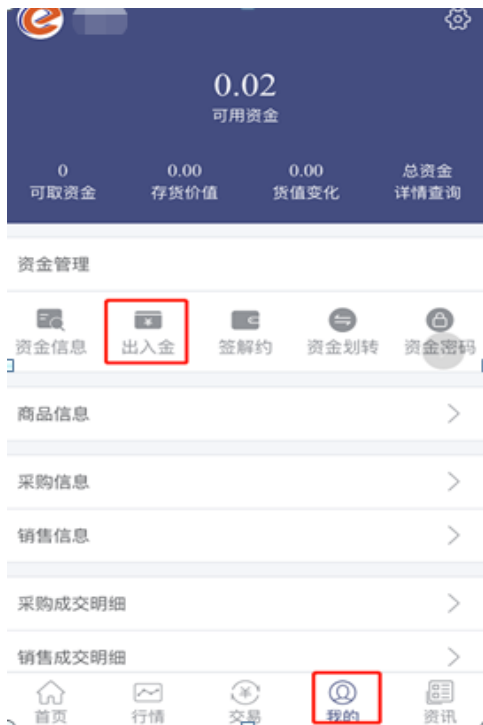 0.02
可用资金
0 0.00 0.00 总资金
可取资金 存货价值 货值变化 详情查询
资金管理
资金信息 出入金 签解约 资金划转 资金密码
商品信息
采购信息
销售信息
采购成交明细
销售成交明细
首页 行情 交易 我的 资讯